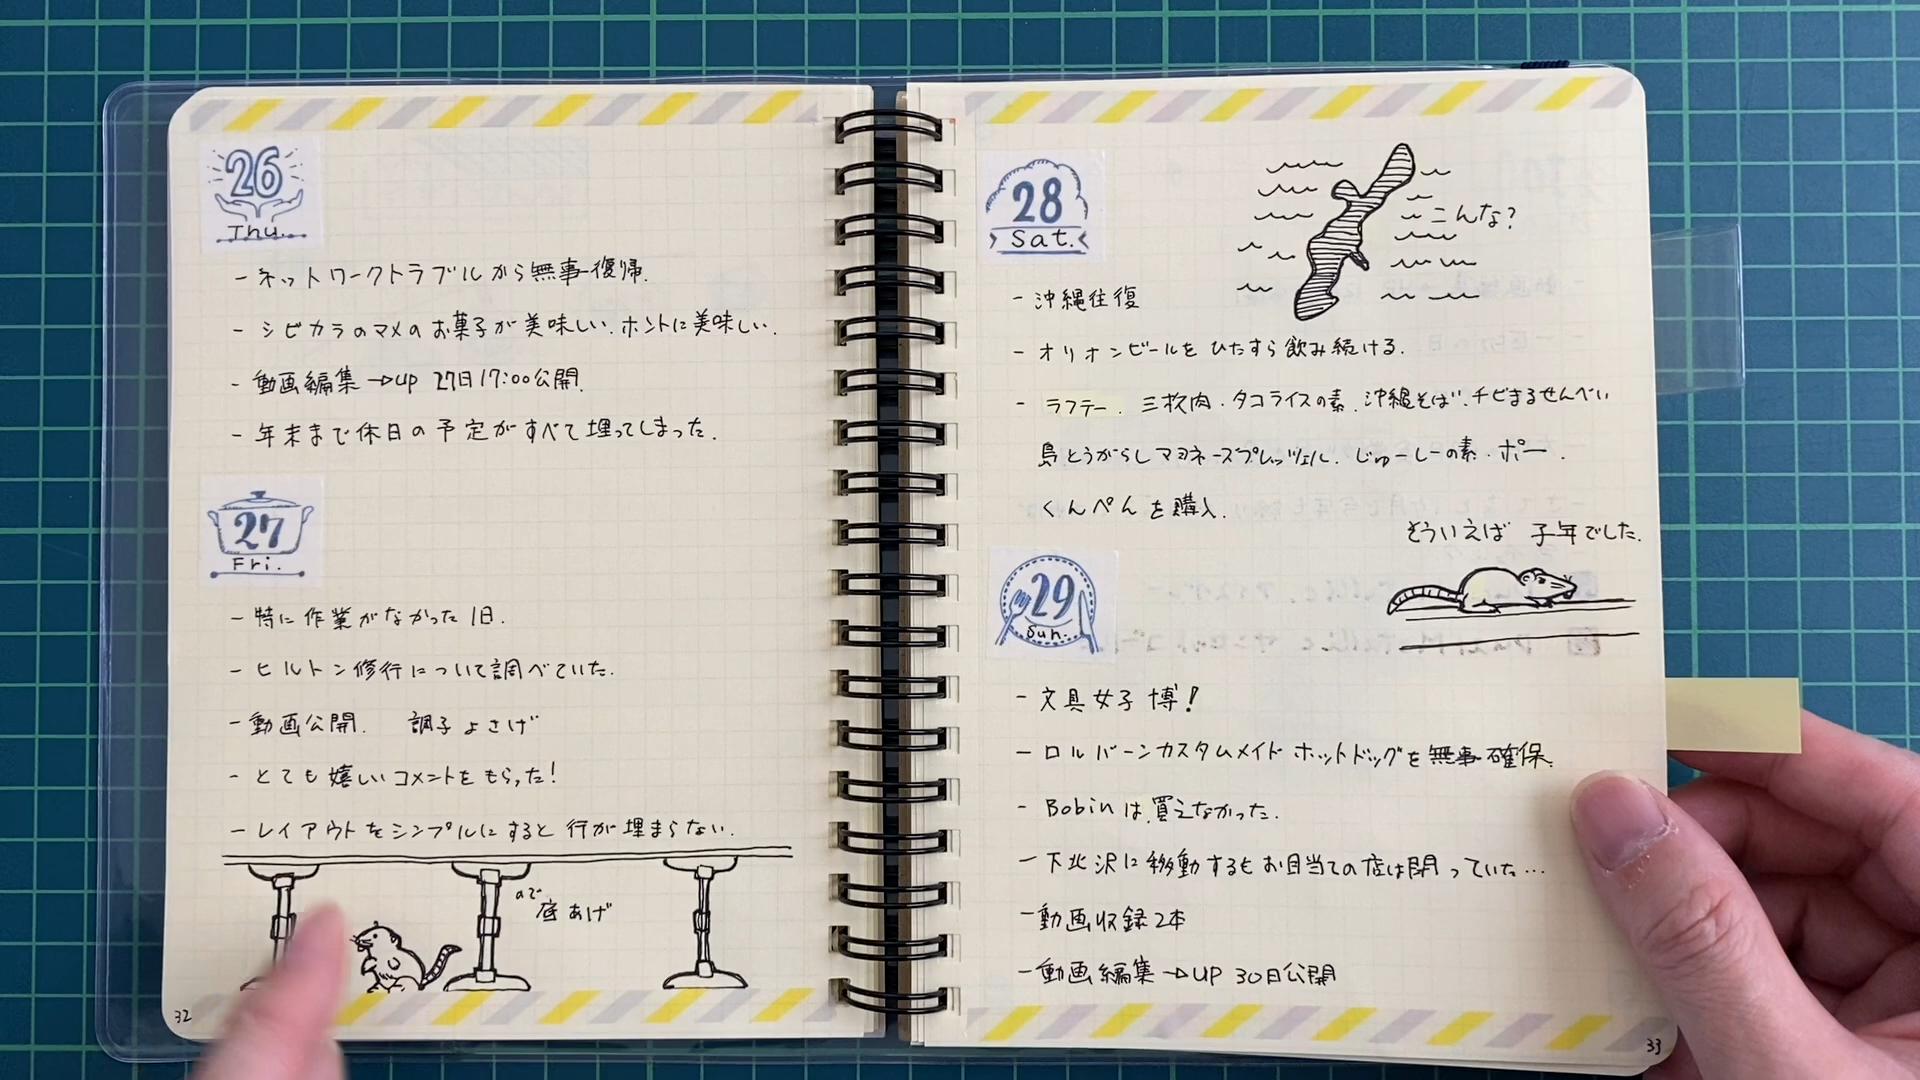 26
Thu.
- ネットワークトラブルから無事復帰.
- シビカラのマメのお菓子が美味しい.ホントに美味しい.
- 動画編集→up 27日17:00公開.
- 年末まで休日の予定がすべて埋ってしまった.
27
Fri.
- 特に作業がなかった1日.
- ヒルトン修行について調べていた.
- 動画公開. 調子よさげ
- とても嬉しいコメントをもらった!
- レイアウトをシンプルにすると行が埋まらない.
ので
底あげ
32
28
Sat.
こんな?
- 沖縄往復
- オリオンビールをひたすら飲み続ける.
- ラフテー.三枚肉.タコライスの素.沖縄そば.チビまるせんべい
島とうがらしマヨネーズプレッツェル.じゅーしーの素.ポー.
くんぺんを購入.
そういえば 子年でした.
29
Sun.
- 文具女子博!
- ロルバーンカスタムメイドホットドッグを無事確保.
- Bobinは買えなかった.
- 下北沢に移動するもお目当ての店は閉っていた…
- 動画収録2本
- 動画編集→UP 30日公開
33